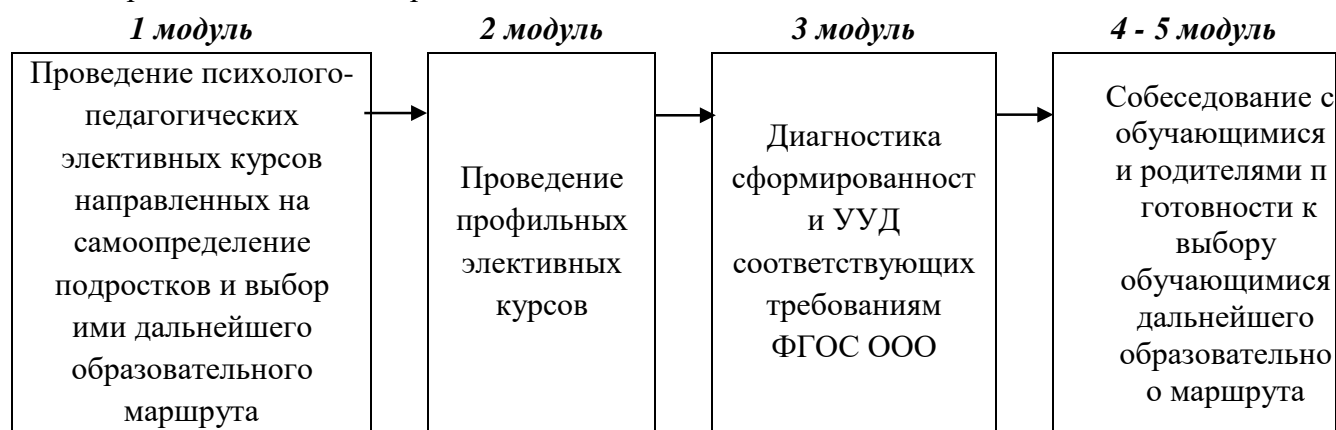 1 модуль
2 модуль
3 модуль
4 - 5 модуль
Проведение психолого-
педагогических
элективных курсов
направленных на
самоопределение
подростков и выбор
ими дальнейшего
образовательного
маршрута
Проведение
профильных
элективных
курсов
Диагностика
сформированност
и УУД
соответствующих
требованиям
ФГОС ООО
Собеседование с
обучающимися
и родителями п
готовности к
выбору
обучающимися
дальнейшего
образовательно
о маршрута